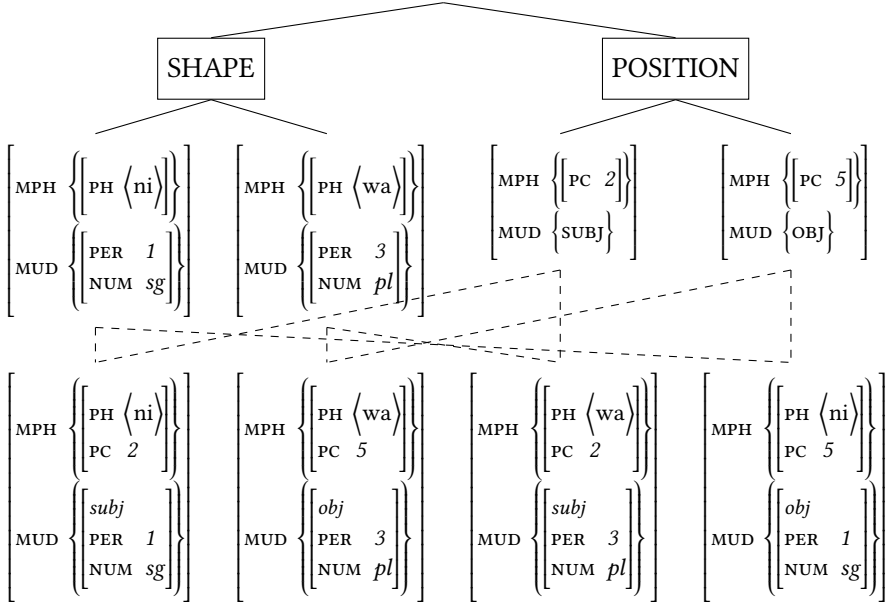 SHAPE POSITION
MPH {[PH ⟨ni⟩]} MPH {[PH ⟨wa⟩]} MPH {[PC 2]} MPH {[PC 5]}
MUD {[PER 1 MUD {[PER 3 MUD {SUBJ} MUD {OBJ}
NUM sg]} NUM pl]}
PH ⟨ni⟩ PH ⟨wa⟩ PH ⟨wa⟩ PH ⟨ni⟩
MPH MPH MPH MPH
PC 2 PC 5 PC 2 PC 5
subj obj subj obj
MUD PER 1 MUD PER 3 MUD PER 3 MUD PER 1
NUM sg NUM pl NUM pl NUM sg